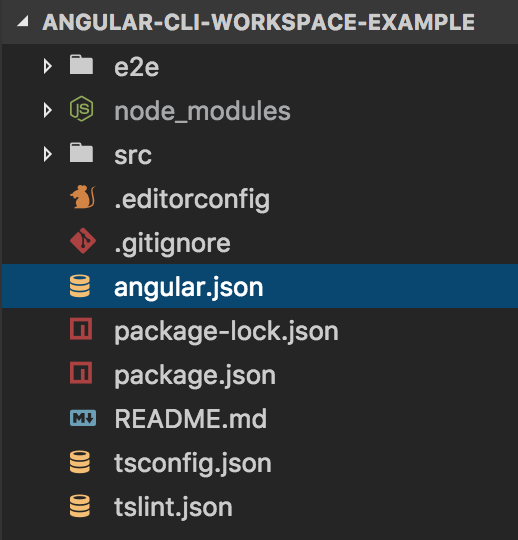 ANGULAR-CLI-WORKSPACE-EXAMPLE
e2e
node_modules
src
.editorconfig
.gitignore
angular.json
package-lock.json
package.json
README.md
tsconfig.json
tslint.json